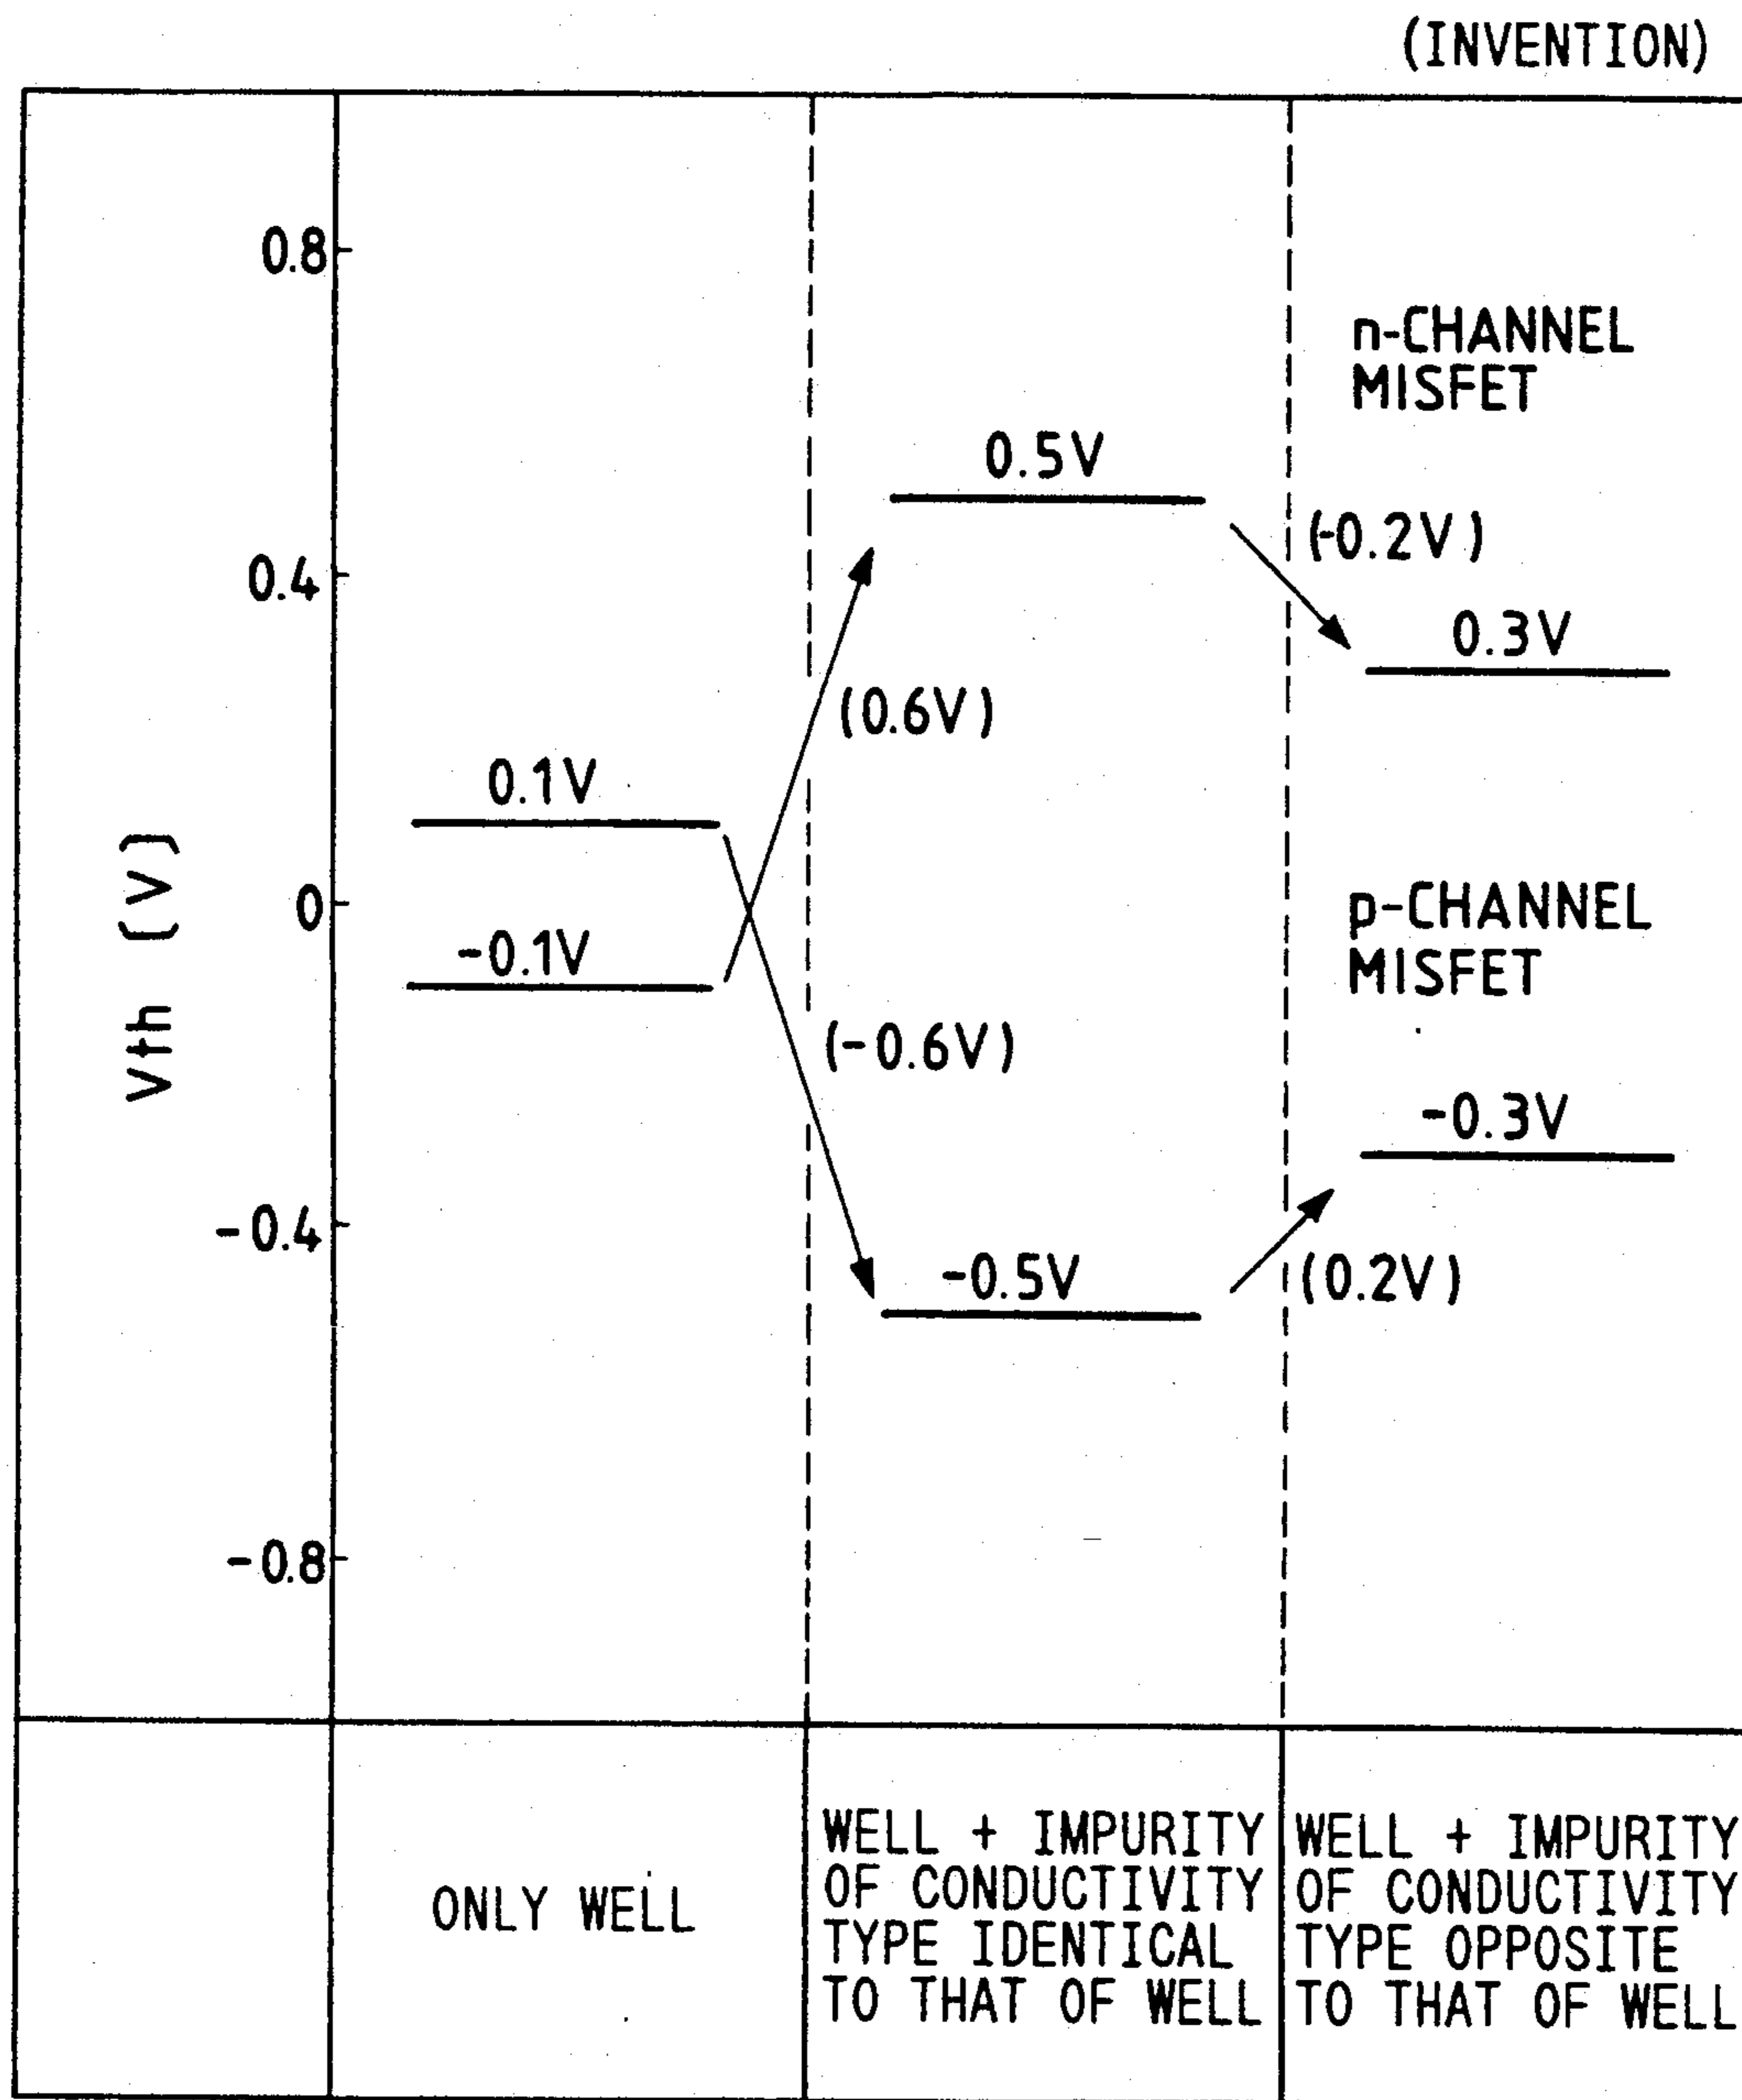 (INVENTION)
0.8
n-CHANNEL
MISFET
0.5V
(-0.2V)
0.4
0.3V
(0.6V)
0.1V
Vth (V)
0
-0.1V
p-CHANNEL
MISFET
(-0.6V)
-0.3V
-0.4
-0.5V
(0.2V)
-0.8
ONLY WELL
WELL + IMPURITY
OF CONDUCTIVITY
TYPE IDENTICAL
TO THAT OF WELL
WELL + IMPURITY
OF CONDUCTIVITY
TYPE OPPOSITE
TO THAT OF WELL